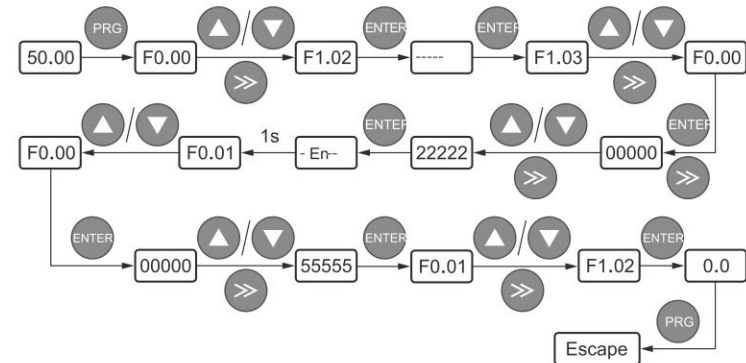 PRG ENTER ENTER
50.00 F0.00 F1.02 ----- F1.03 F0.00
1s ENTER ENTER
F0.00 F0.01 - En-- 22222 00000
ENTER ENTER ENTER
00000 55555 F0.01 F1.02 0.0
PRG
Escape